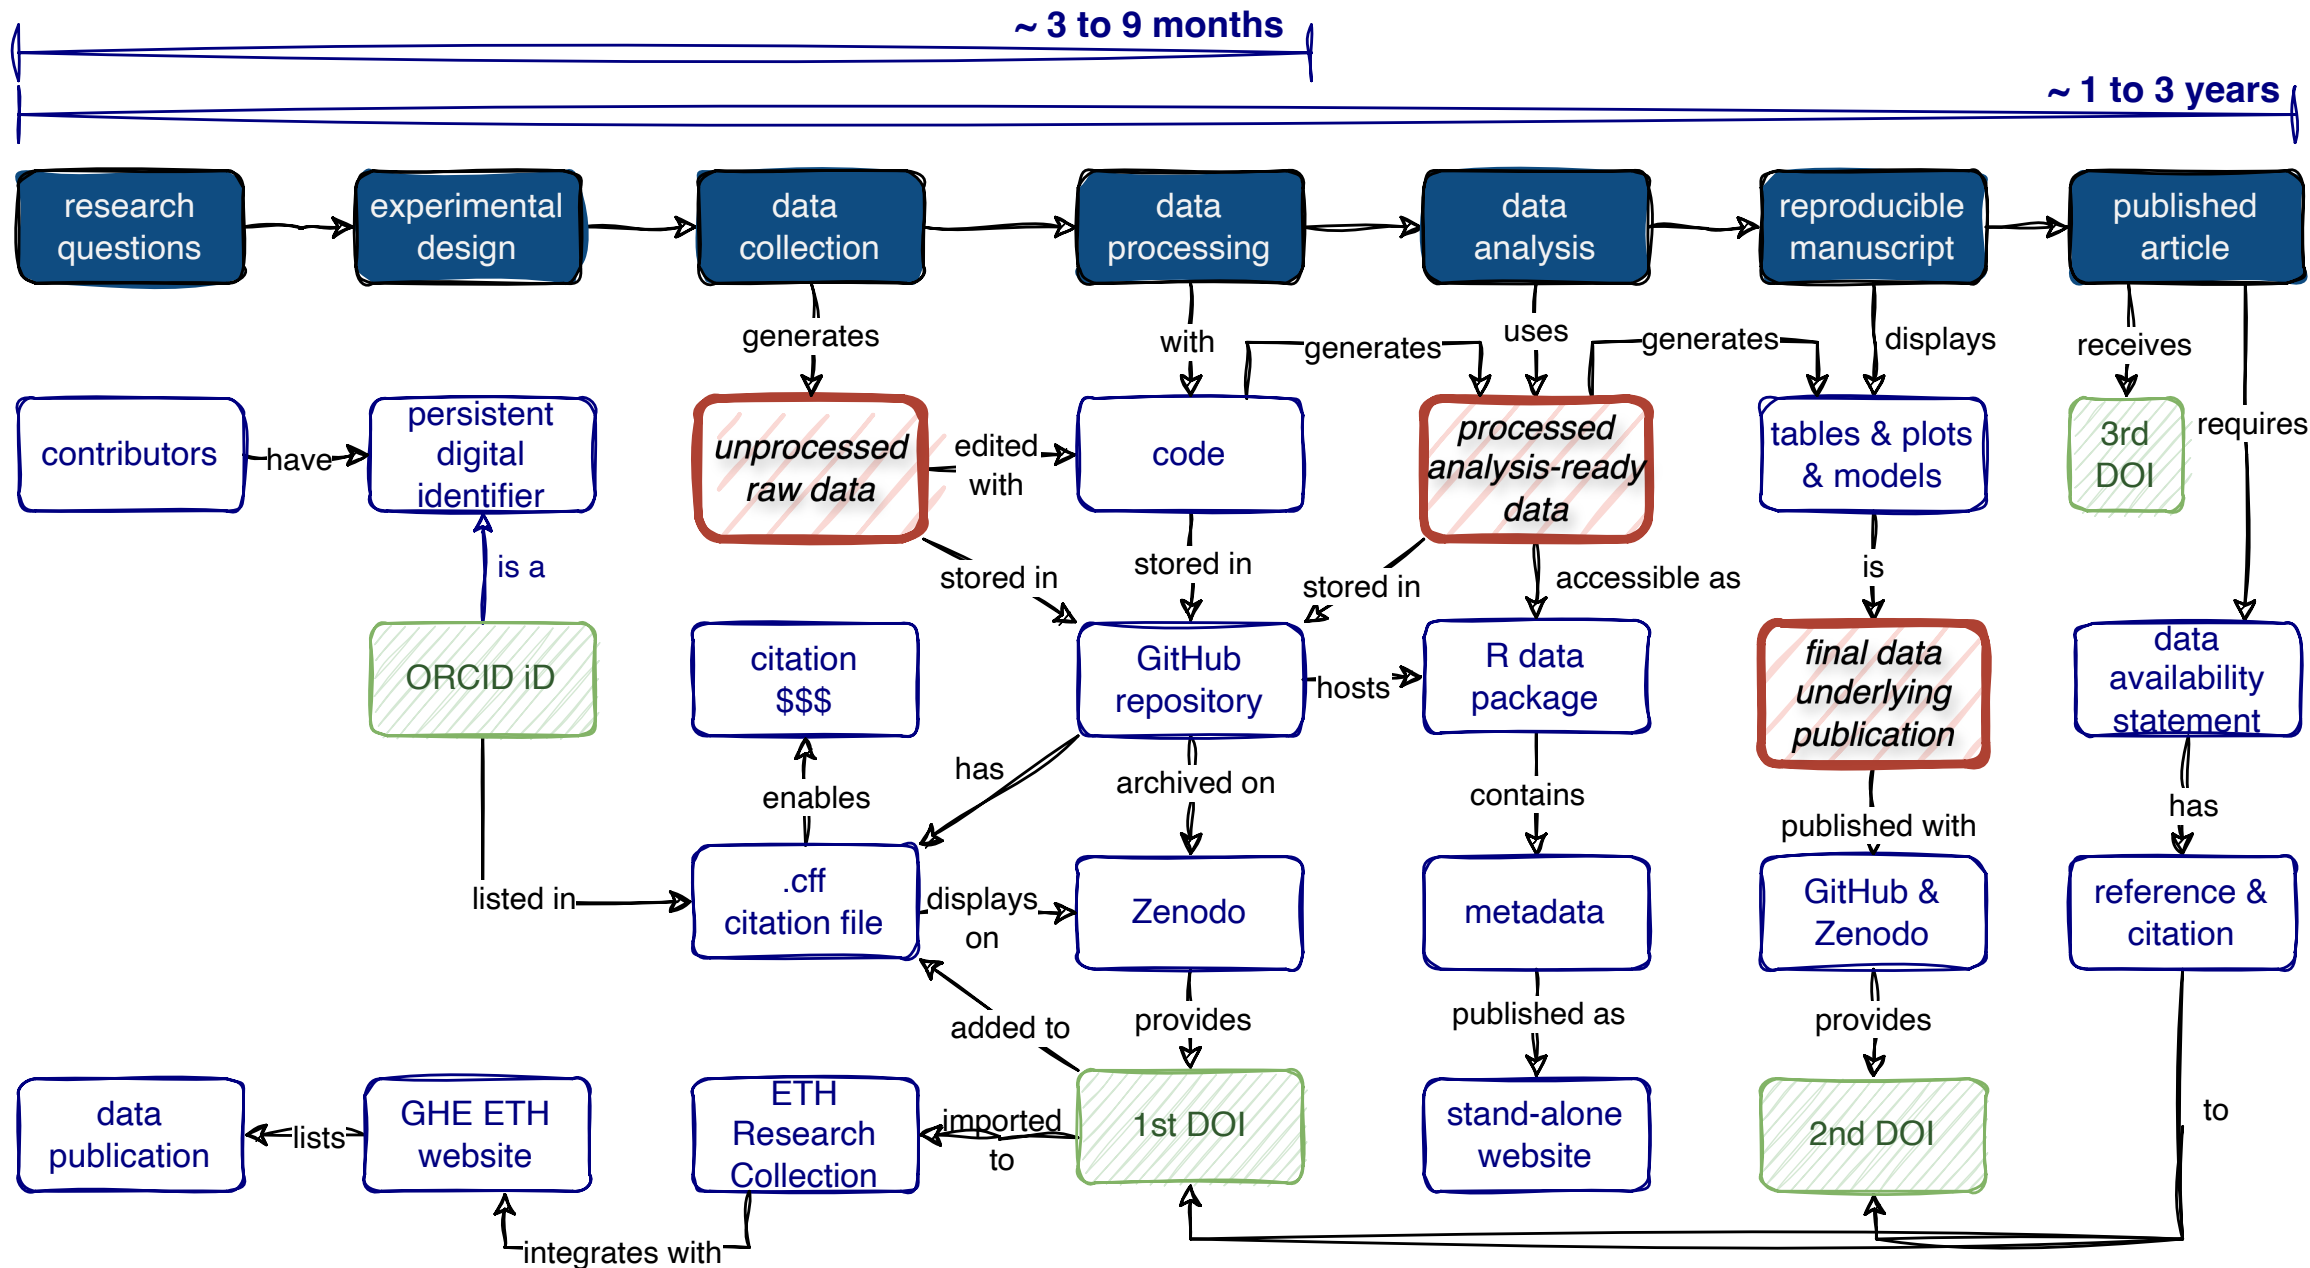 ~ 3 to 9 months
~ 1 to 3 years
research
questions
experimental
design
data
collection
data
processing
data
analysis
reproducible
manuscript
published
article
generates
with
generates
uses
generates
displays
receives
requires
contributors
have
persistent
digital
identifier
unprocessed
raw data
edited
with
code
processed
analysis-ready
data
tables & plots
& models
3rd
DOI
is a
stored in
stored in
stored in
accessible as
is
ORCID iD
citation
$$$
GitHub
repository
hosts
R data
package
final data
underlying
publication
data
availability
statement
has
enables
archived on
contains
published with
has
listed in
.cff
citation file
displays
on
Zenodo
metadata
GitHub &
Zenodo
reference &
citation
added to
provides
published as
provides
to
data
publication
lists
GHE ETH
website
ETH
Research
Collection
imported
to
1st DOI
stand-alone
website
2nd DOI
integrates with